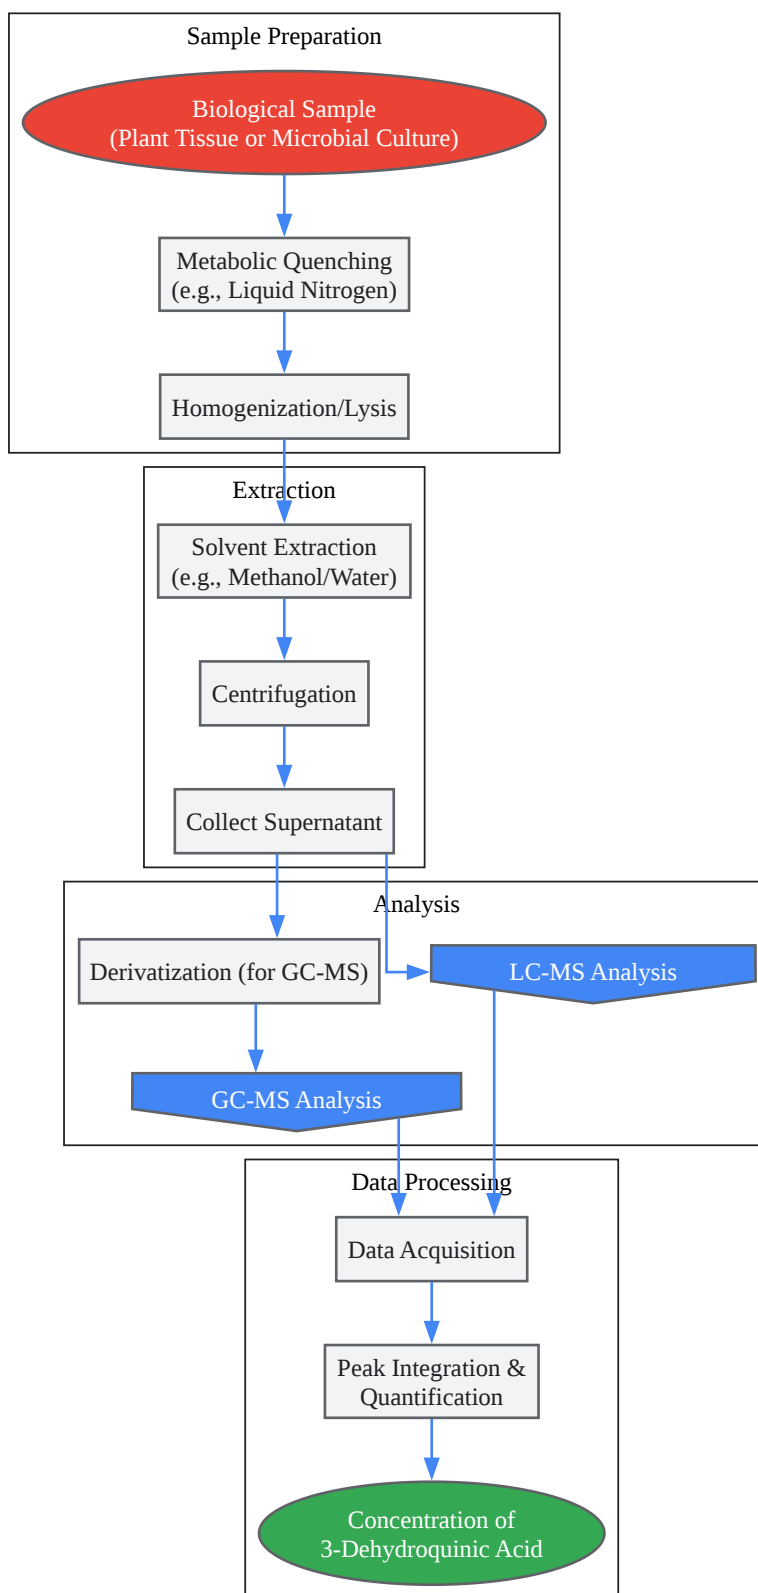 Sample Preparation
Biological Sample
(Plant Tissue or Microbial Culture)
Metabolic Quenching
(e.g., Liquid Nitrogen)
Homogenization/Lysis
Extraction
Solvent Extraction
(e.g., Methanol/Water)
Centrifugation
Collect Supernatant
Analysis
Derivatization (for GC-MS)
LC-MS Analysis
GC-MS Analysis
Data Processing
Data Acquisition
Peak Integration &
Quantification
Concentration of
3-Dehydroquinic Acid